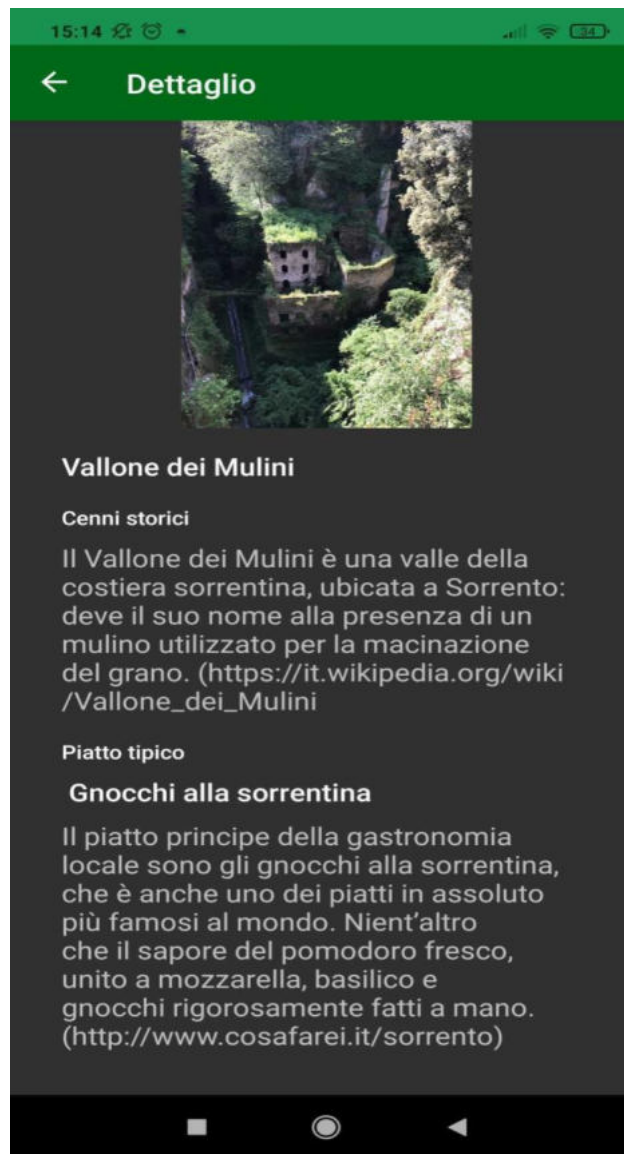 15:14
34
Dettaglio
Vallone dei Mulini
Cenni storici
Il Vallone dei Mulini è una valle della
costiera sorrentina, ubicata a Sorrento:
deve il suo nome alla presenza di un
mulino utilizzato per la macinazione
del grano. (https://it.wikipedia.org/wiki
/Vallone_dei_Mulini
Piatto tipico
Gnocchi alla sorrentina
Il piatto principe della gastronomia
locale sono gli gnocchi alla sorrentina,
che è anche uno dei piatti in assoluto
più famosi al mondo. Nient’altro
che il sapore del pomodoro fresco,
unito a mozzarella, basilico e
gnocchi rigorosamente fatti a mano.
(http://www.cosafarei.it/sorrento)